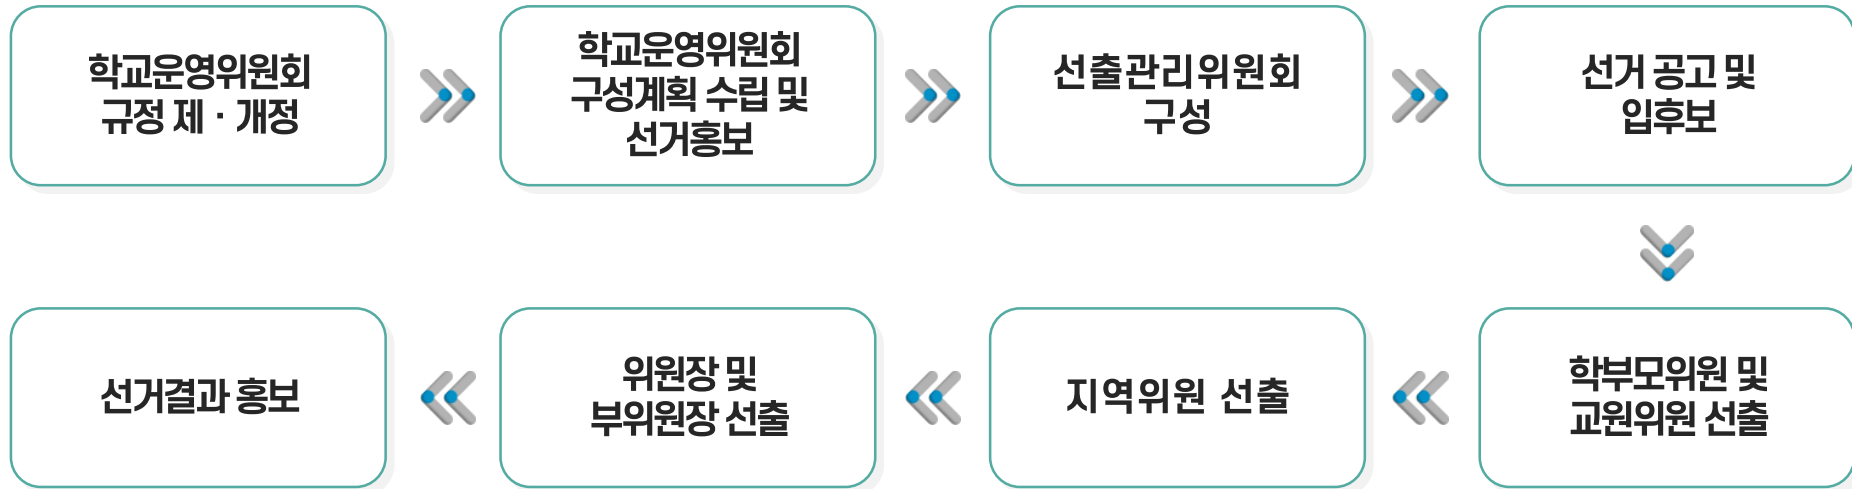 학교운영위원회
규정 제 · 개정
학교운영위원회
구성계획 수립 및
선거홍보
선출관리위원회
구성
선거 공고 및
입후보
학부모위원 및
교원위원 선출
지역위원 선출
위원장 및
부위원장 선출
선거결과 홍보